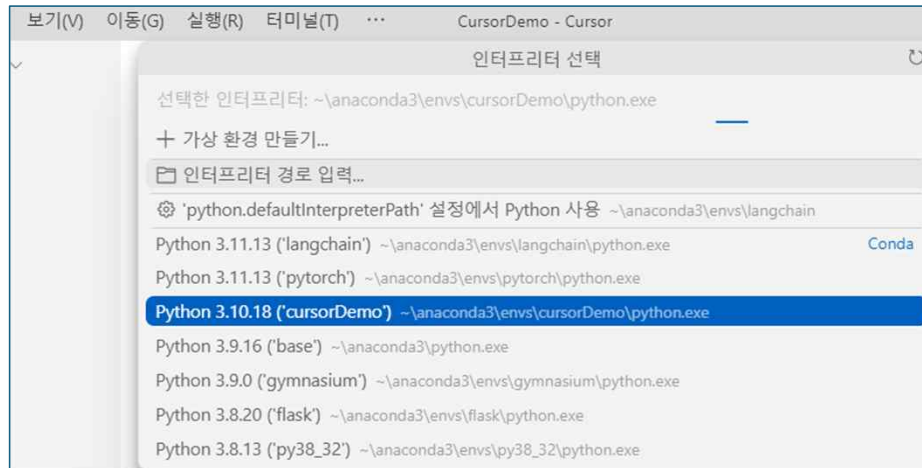 보기(V) 이동(G) 실행(R) 터미널(T) ··· CursorDemo - Cursor
인터프리터 선택
선택한 인터프리터: ~\anaconda3\envs\cursorDemo\python.exe
+ 가상 환경 만들기...
인터프리터 경로 입력...
'python.defaultInterpreterPath' 설정에서 Python 사용 ~\anaconda3\envs\langchain
Python 3.11.13 ('langchain') ~\anaconda3\envs\langchain\python.exe Conda
Python 3.11.13 ('pytorch') ~\anaconda3\envs\pytorch\python.exe
Python 3.10.18 ('cursorDemo') ~\anaconda3\envs\cursorDemo\python.exe
Python 3.9.16 ('base') ~\anaconda3\python.exe
Python 3.9.0 ('gymnasium') ~\anaconda3\envs\gymnasium\python.exe
Python 3.8.20 ('flask') ~\anaconda3\envs\flask\python.exe
Python 3.8.13 ('py38_32') ~\anaconda3\envs\py38_32\python.exe